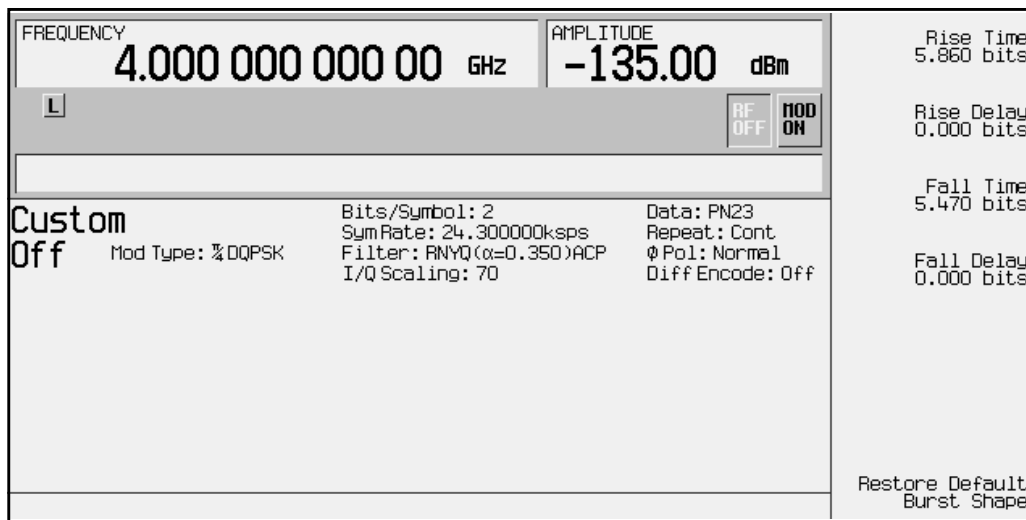 FREQUENCY
4.000 000 000 00 GHz
AMPLITUDE
-135.00 dBm
L
RF
OFF
MOD
ON
Custom
Off
Mod Type: π/4 DQPSK
Bits/Symbol: 2
Sym Rate: 24.300000ksps
Filter: RNYQ(α=0.350)ACP
I/Q Scaling: 70
Data: PN23
Repeat: Cont
Φ Pol: Normal
Diff Encode: Off
Rise Time
5.860 bits
Rise Delay
0.000 bits
Fall Time
5.470 bits
Fall Delay
0.000 bits
Restore Default
Burst Shape